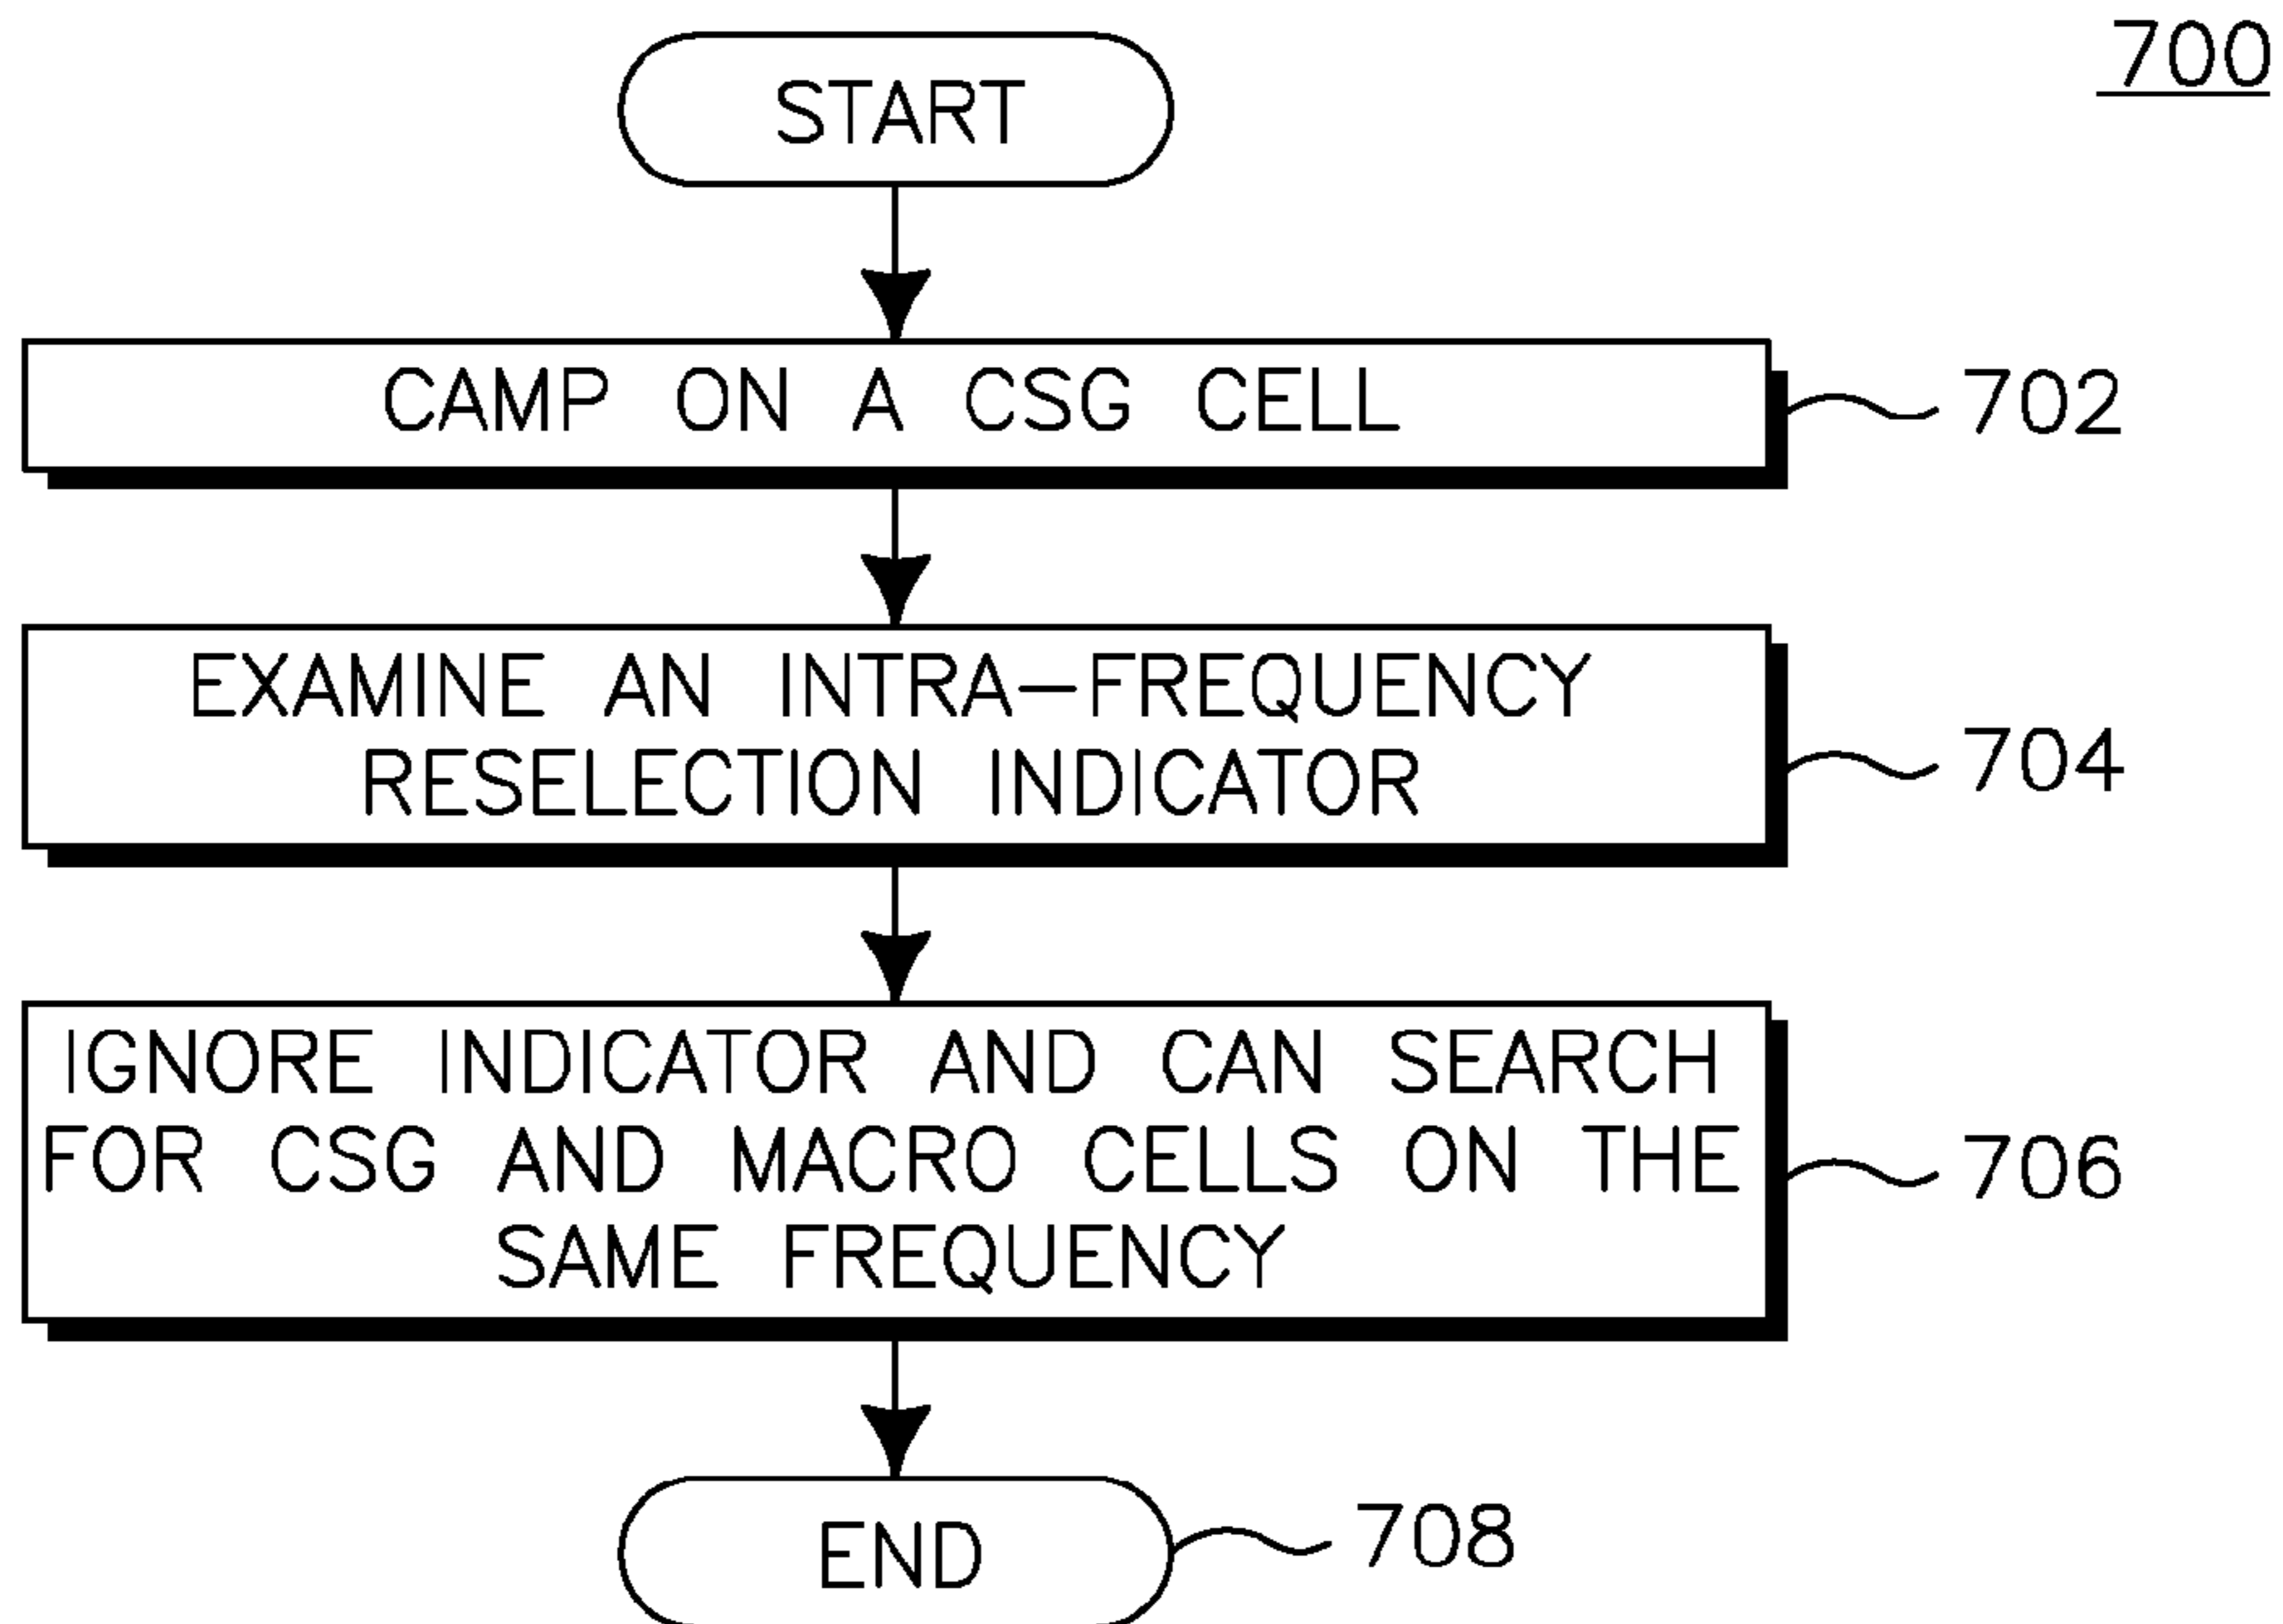 700
START
CAMP ON A CSG CELL
702
EXAMINE AN INTRA-FREQUENCY
RESELECTION INDICATOR
704
IGNORE INDICATOR AND CAN SEARCH
FOR CSG AND MACRO CELLS ON THE
SAME FREQUENCY
706
END
708